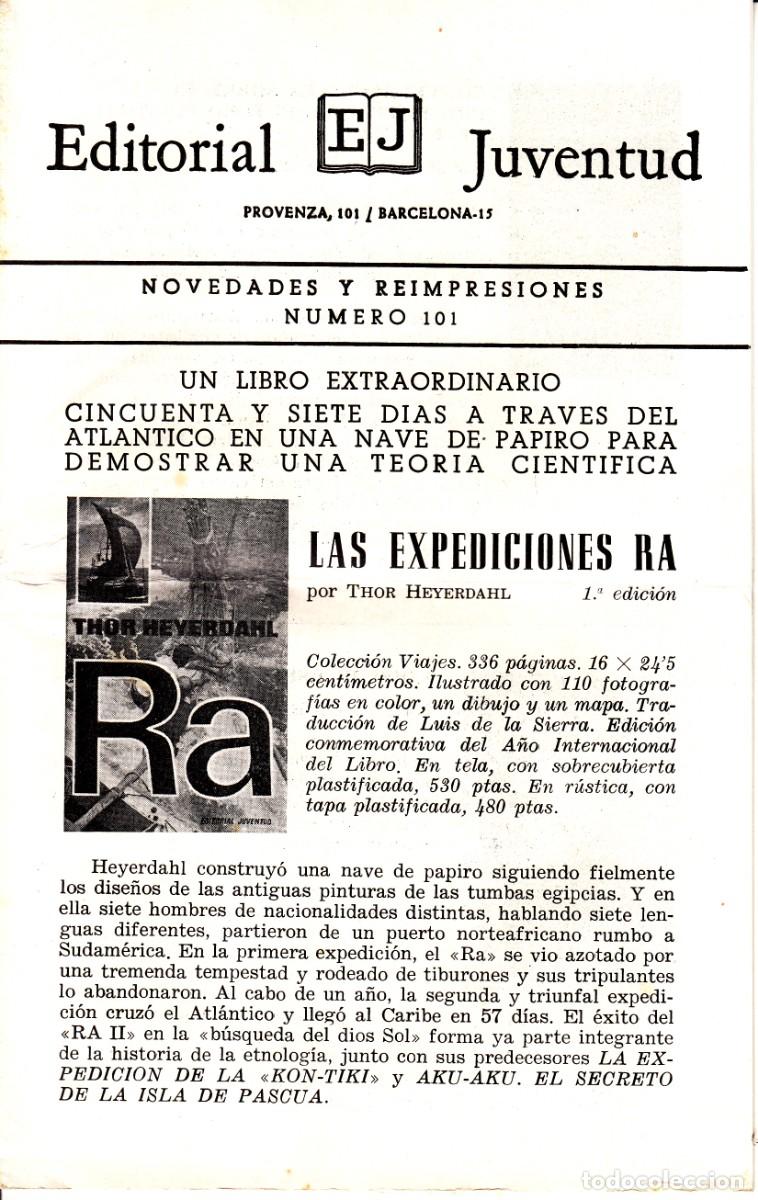 Editorial EJ Juventud
PROVENZA, 101 / BARCELONA-15
NOVEDADES Y REIMPRESIONES
NUMERO 101
UN LIBRO EXTRAORDINARIO
CINCUENTA Y SIETE DIAS A TRAVES DEL
ATLANTICO EN UNA NAVE DE PAPIRO PARA
DEMOSTRAR UNA TEORIA CIENTIFICA
THOR HEYERDAHL
Ra
EDITORIAL JUVENTUD
LAS EXPEDICIONES RA
por THOR HEYERDAHL 1.ª edición
Colección Viajes. 336 páginas. 16 × 24'5
centímetros. Ilustrado con 110 fotogra-
fías en color, un dibujo y un mapa. Tra-
ducción de Luis de la Sierra. Edición
conmemorativa del Año Internacional
del Libro. En tela, con sobrecubierta
plastificada, 530 ptas. En rústica, con
tapa plastificada, 480 ptas.
Heyerdahl construyó una nave de papiro siguiendo fielmente
los diseños de las antiguas pinturas de las tumbas egipcias. Y en
ella siete hombres de nacionalidades distintas, hablando siete len-
guas diferentes, partieron de un puerto norteafricano rumbo a
Sudamérica. En la primera expedición, el «Ra» se vio azotado por
una tremenda tempestad y rodeado de tiburones y sus tripulantes
lo abandonaron. Al cabo de un año, la segunda y triunfal expedi-
ción cruzó el Atlántico y llegó al Caribe en 57 días. El éxito del
«RA II» en la «búsqueda del dios Sol» forma ya parte integrante
de la historia de la etnología, junto con sus predecesores LA EX-
PEDICION DE LA «KON-TIKI» y AKU-AKU. EL SECRETO
DE LA ISLA DE PASCUA.
todocoleccion